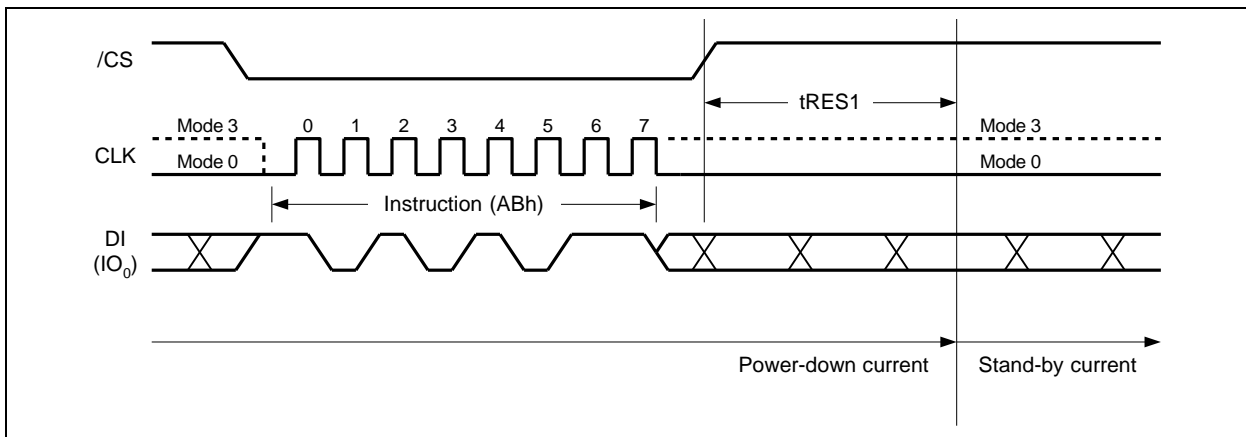 /CS
tRES1
Mode 3
0 1 2 3 4 5 6 7
Mode 3
CLK
Mode 0
Mode 0
Instruction (ABh)
DI
(IO0)
Power-down current
Stand-by current